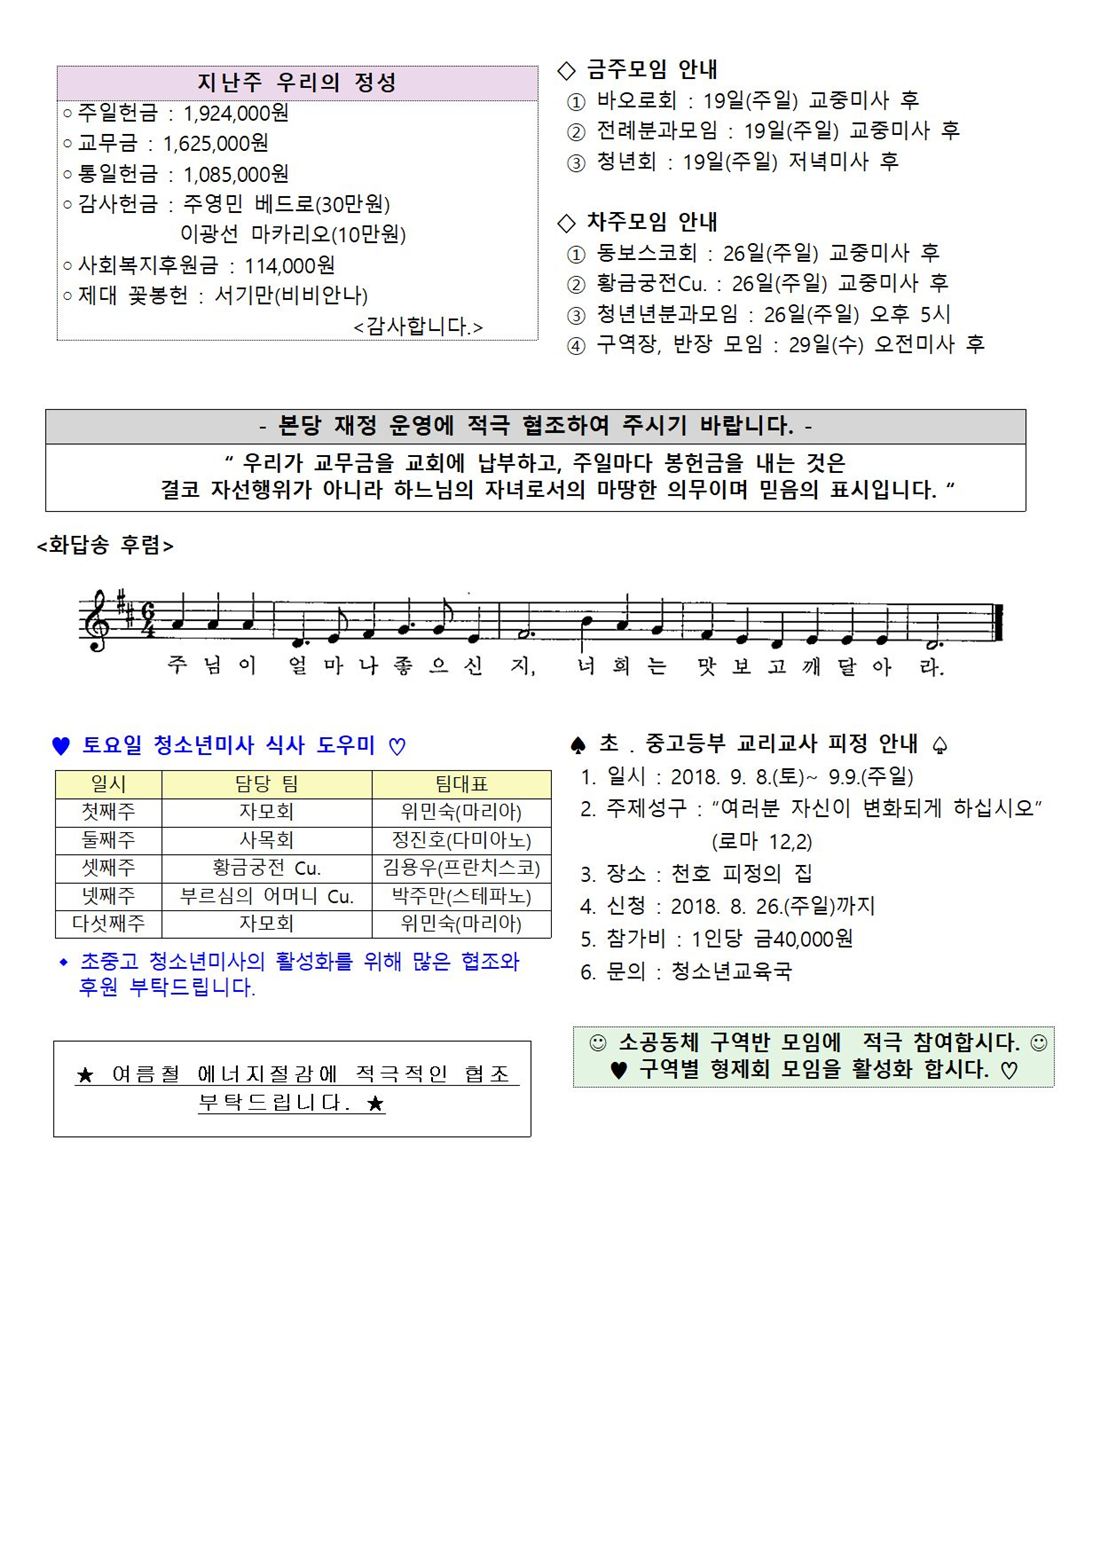 지난주 우리의 정성
○ 주일헌금 : 1,924,000원
○ 교무금 : 1,625,000원
○ 통일헌금 : 1,085,000원
○ 감사헌금 : 주영민 베드로(30만원)
이광선 마카리오(10만원)
○ 사회복지후원금 : 114,000원
○ 제대 꽃봉헌 : 서기만(비비안나)
<감사합니다.>
◇ 금주모임 안내
① 바오로회 : 19일(주일) 교중미사 후
② 전례분과모임 : 19일(주일) 교중미사 후
③ 청년회 : 19일(주일) 저녁미사 후
◇ 차주모임 안내
① 동보스코회 : 26일(주일) 교중미사 후
② 황금궁전Cu. : 26일(주일) 교중미사 후
③ 청년년분과모임 : 26일(주일) 오후 5시
④ 구역장, 반장 모임 : 29일(수) 오전미사 후
- 본당 재정 운영에 적극 협조하여 주시기 바랍니다. -
“ 우리가 교무금을 교회에 납부하고, 주일마다 봉헌금을 내는 것은
결코 자선행위가 아니라 하느님의 자녀로서의 마땅한 의무이며 믿음의 표시입니다. “
<화답송 후렴>
6
4
주 님 이 얼 마 나 좋 으 신 지, 너 희 는 맛 보 고 깨 달 아 라.
♥ 토요일 청소년미사 식사 도우미 ♡
일시 담당 팀 팀대표
첫째주 자모회 위민숙(마리아)
둘째주 사목회 정진호(다미아노)
셋째주 황금궁전 Cu. 김용우(프란치스코)
넷째주 부르심의 어머니 Cu. 박주만(스테파노)
다섯째주 자모회 위민숙(마리아)
◆ 초중고 청소년미사의 활성화를 위해 많은 협조와
후원 부탁드립니다.
★ 여름철 에너지절감에 적극적인 협조
부탁드립니다. ★
♠ 초 . 중고등부 교리교사 피정 안내 ♤
1. 일시 : 2018. 9. 8.(토)~ 9.9.(주일)
2. 주제성구 : “여러분 자신이 변화되게 하십시오”
(로마 12,2)
3. 장소 : 천호 피정의 집
4. 신청 : 2018. 8. 26.(주일)까지
5. 참가비 : 1인당 금40,000원
6. 문의 : 청소년교육국
☺ 소공동체 구역반 모임에 적극 참여합시다. ☺
♥ 구역별 형제회 모임을 활성화 합시다. ♡